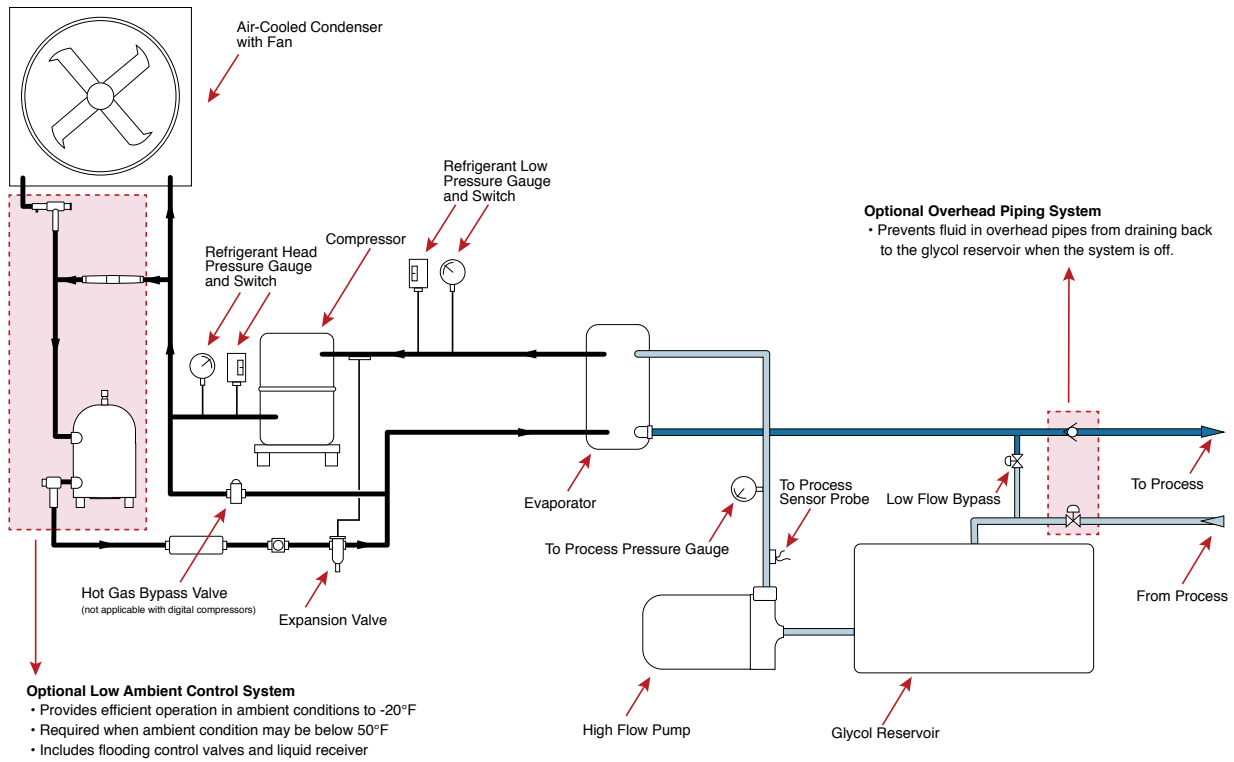 Air-Cooled Condenser
with Fan
Refrigerant Low
Pressure Gauge
and Switch
Optional Overhead Piping System
• Prevents fluid in overhead pipes from draining back
to the glycol reservoir when the system is off.
Compressor
Refrigerant Head
Pressure Gauge
and Switch
Evaporator
To Process
Sensor Probe
Low Flow Bypass
To Process
To Process Pressure Gauge
Hot Gas Bypass Valve
(not applicable with digital compressors)
Expansion Valve
From Process
Optional Low Ambient Control System
• Provides efficient operation in ambient conditions to -20°F
• Required when ambient condition may be below 50°F
• Includes flooding control valves and liquid receiver
High Flow Pump
Glycol Reservoir